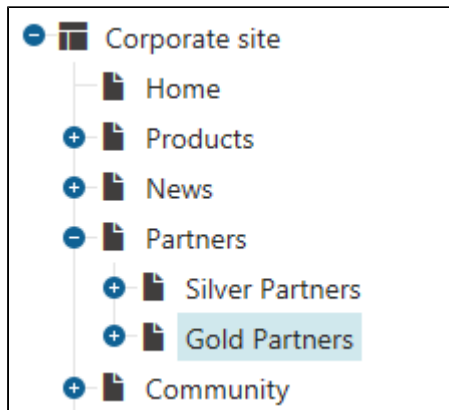 Corporate site
Home
Products
News
Partners
Silver Partners
Gold Partners
Community